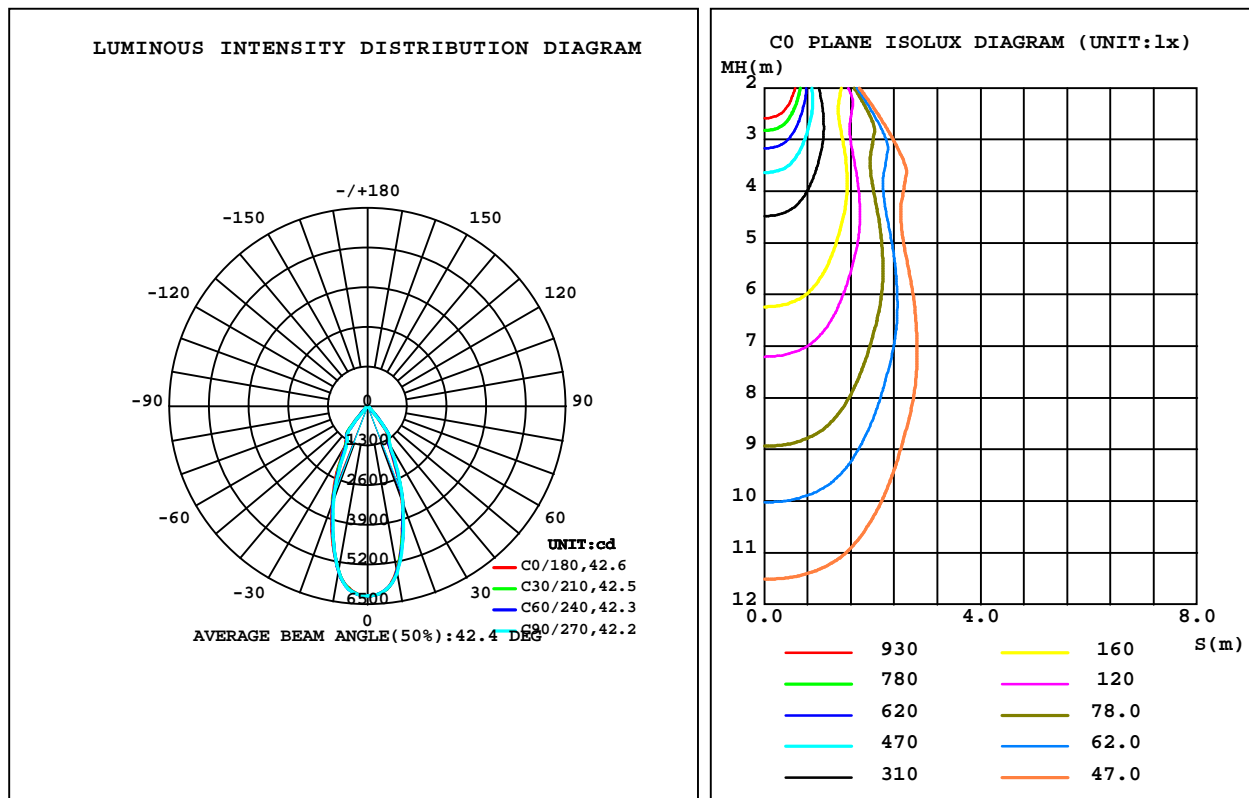 LUMINOUS INTENSITY DISTRIBUTION DIAGRAM
-/+180
-150 150
-120 120
-90 90
-60 60
-30 30
0
0
1300
2600
3900
5200
6500
UNIT:cd
C0/180,42.6
C30/210,42.5
C60/240,42.3
C90/270,42.2
AVERAGE BEAM ANGLE(50%):42.4 DEG
C0 PLANE ISOLUX DIAGRAM (UNIT:lx)
MH(m)
2
3
4
5
6
7
8
9
10
11
12
0.0 4.0 8.0
S(m)
930 160
780 120
620 78.0
470 62.0
310 47.0